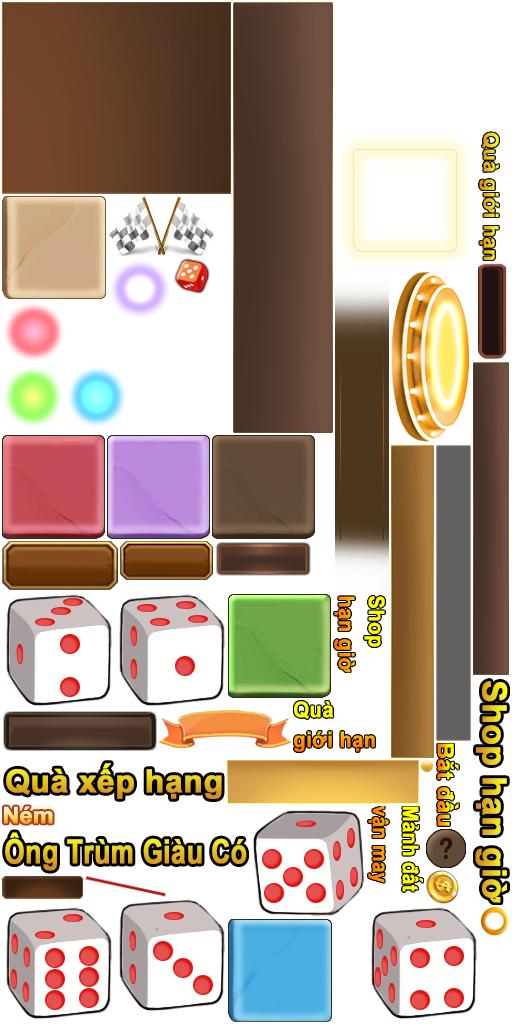 Quà giới hạn
Shop
hạn giờ
Quà
giới hạn
Shop hạn giờ
Quà xếp hạng
Bắt đầu
Ném
Mảnh đất
vận may
Ông Trùm Giàu Có
?